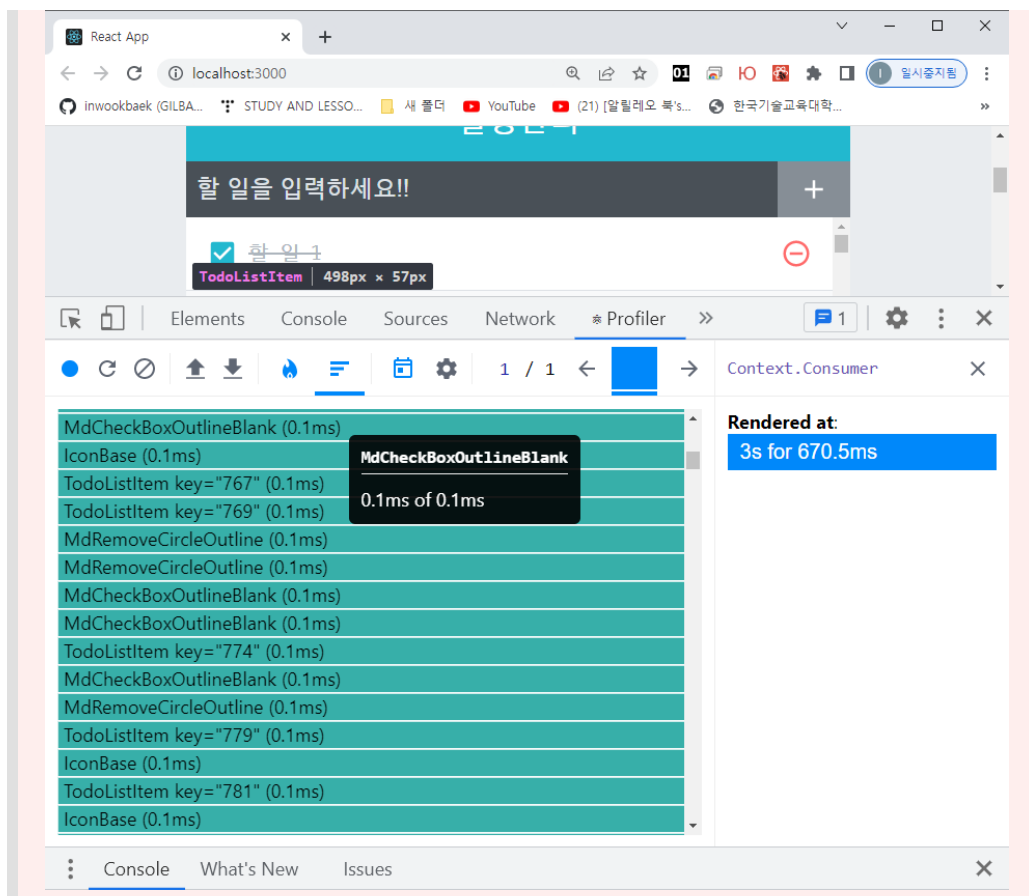 React App
localhost:3000
01
일시중지됨
inwookbaek (GILBA...
STUDY AND LESSO...
새 폴더
YouTube
(21) [알릴레오 북's...
한국기술교육대학...
»
할 일을 입력하세요!!
+
할 일 1
TodoListItem | 498px × 57px
Elements Console Sources Network Profiler » 1
1 / 1
Context.Consumer
Rendered at:
3s for 670.5ms
MdCheckBoxOutlineBlank (0.1ms)
IconBase (0.1ms)
TodoListItem key="767" (0.1ms)
TodoListItem key="769" (0.1ms)
MdRemoveCircleOutline (0.1ms)
MdRemoveCircleOutline (0.1ms)
MdCheckBoxOutlineBlank (0.1ms)
MdCheckBoxOutlineBlank (0.1ms)
TodoListItem key="774" (0.1ms)
MdCheckBoxOutlineBlank (0.1ms)
MdRemoveCircleOutline (0.1ms)
TodoListItem key="779" (0.1ms)
IconBase (0.1ms)
TodoListItem key="781" (0.1ms)
IconBase (0.1ms)
MdCheckBoxOutlineBlank
0.1ms of 0.1ms
Console What's New Issues